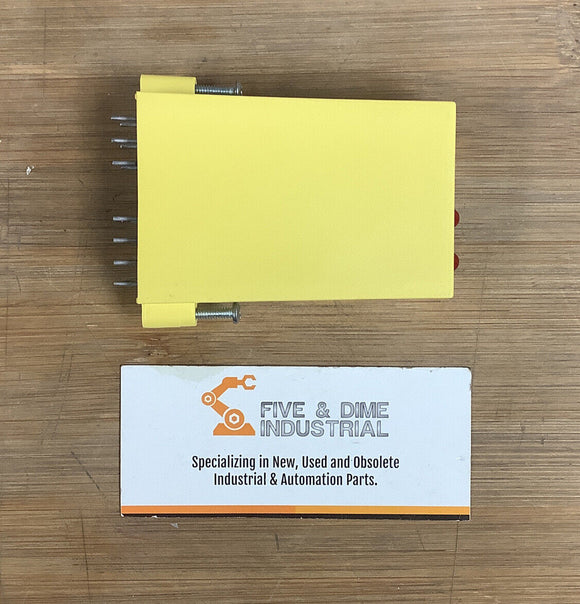 FIVE & DIME
INDUSTRIAL
Specializing in New, Used and Obsolete
Industrial & Automation Parts.